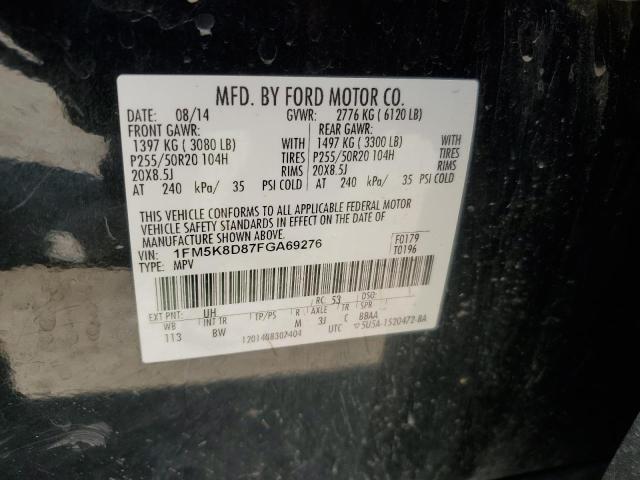 MFD. BY FORD MOTOR CO.
DATE: 08/14 GVWR: 2776 KG ( 6120 LB)
FRONT GAWR: REAR GAWR:
1397 KG ( 3080 LB) WITH 1497 KG ( 3300 LB) WITH
P255/50R20 104H TIRES P255/50R20 104H TIRES
20X8.5J RIMS 20X8.5J RIMS
AT 240 kPa/ 35 PSI COLD AT 240 kPa/ 35 PSI COLD
THIS VEHICLE CONFORMS TO ALL APPLICABLE FEDERAL MOTOR
VEHICLE SAFETY STANDARDS IN EFFECT ON THE DATE OF
MANUFACTURE SHOWN ABOVE.
VIN: 1FM5K8D87FGA69276 F0179
TYPE: MPV T0196
EXT PNT: UH RC: 53 DSO:
WB INT TR TP/PS R AXLE TR SPR
113 BW M 3J C BBAA
UTC